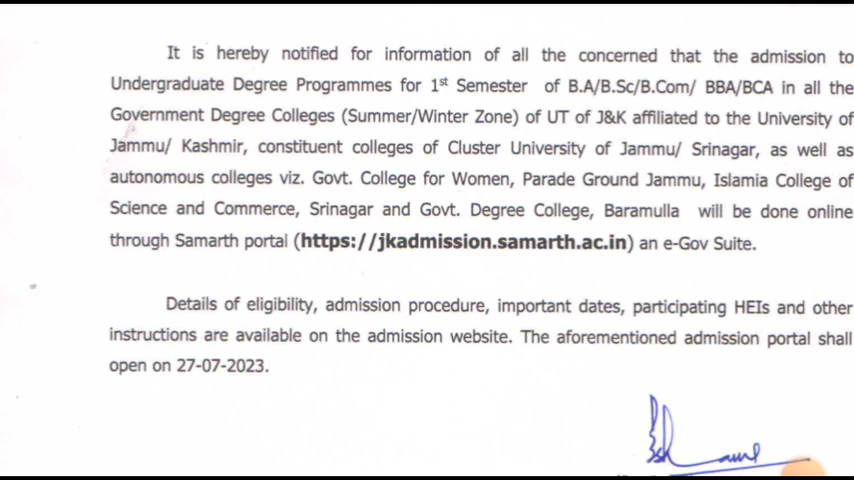 It is hereby notified for information of all the concerned that the admission to
Undergraduate Degree Programmes for 1st Semester of B.A/B.Sc/B.Com/ BBA/BCA in all the
Government Degree Colleges (Summer/Winter Zone) of UT of J&K affiliated to the University of
Jammu/ Kashmir, constituent colleges of Cluster University of Jammu/ Srinagar, as well as
autonomous colleges viz. Govt. College for Women, Parade Ground Jammu, Islamia College of
Science and Commerce, Srinagar and Govt. Degree College, Baramulla will be done online
through Samarth portal (https://jkadmission.samarth.ac.in) an e-Gov Suite.
Details of eligibility, admission procedure, important dates, participating HEIs and other
instructions are available on the admission website. The aforementioned admission portal shall
open on 27-07-2023.